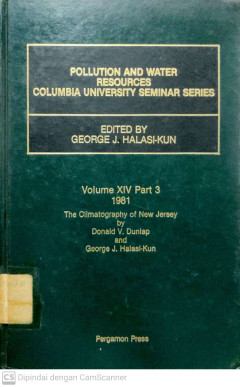 POLLUTION AND WATER
RESOURCES
COLUMBIA UNIVERSITY SEMINAR SERIES
EDITED BY
GEORGE J. HALASI-KUN
Volume XIV Part 3
1981
The Climatography of New Jersey
by
Donald V. Dunlap
and
George J. Halasi-Kun
Pergamon Press
CS Dipindai dengan CamScanner